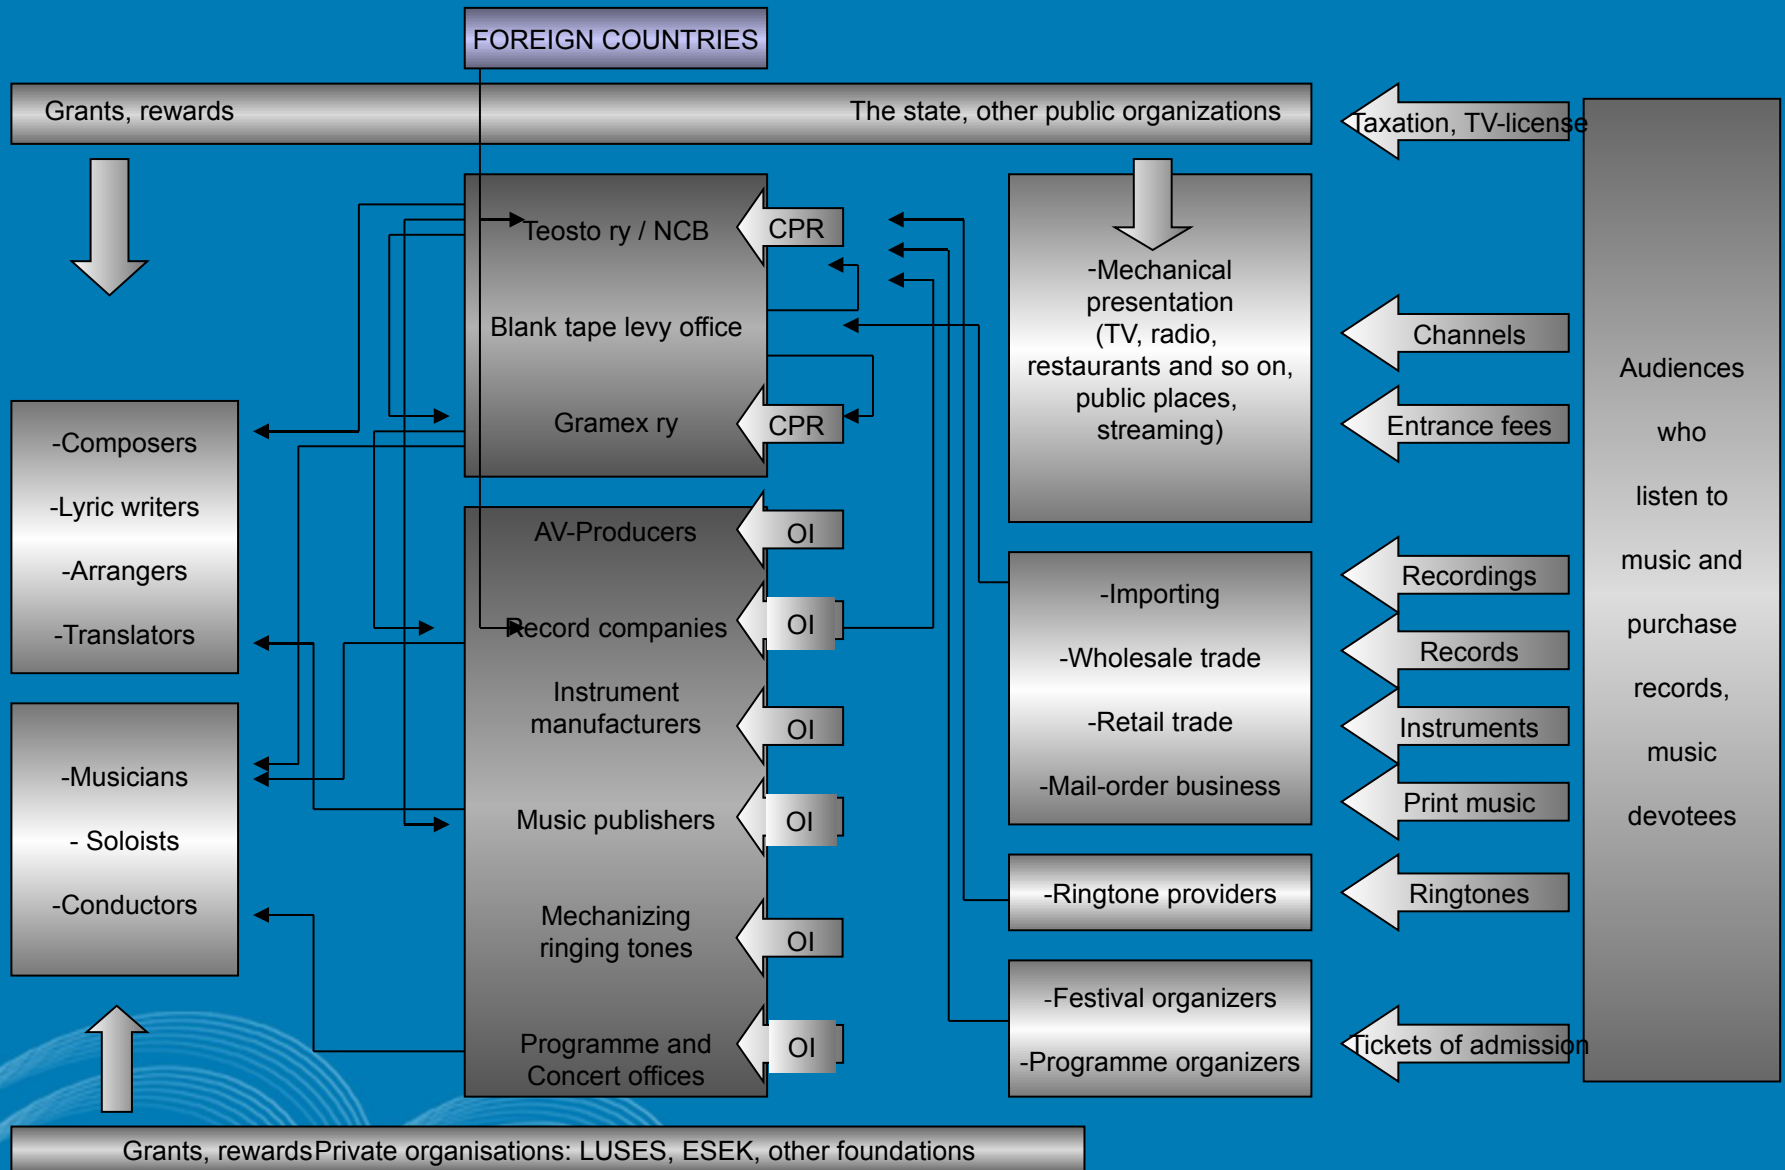 FOREIGN COUNTRIES
Grants, rewards
The state, other public organizations
Taxation, TV-license
Teosto ry / NCB
CPR
Blank tape levy office
Gramex ry
CPR
-Mechanical
presentation
(TV, radio,
restaurants and so on,
public places,
streaming)
Channels
Entrance fees
Audiences
who
listen to
music and
purchase
records,
music
devotees
-Composers
-Lyric writers
-Arrangers
-Translators
AV-Producers
OI
Record companies
OI
Instrument
manufacturers
OI
Music publishers
OI
Mechanizing
ringing tones
OI
Programme and
Concert offices
OI
-Importing
-Wholesale trade
-Retail trade
-Mail-order business
Recordings
Records
Instruments
Print music
-Musicians
- Soloists
-Conductors
-Ringtone providers
Ringtones
-Festival organizers
-Programme organizers
Tickets of admission
Grants, rewardsPrivate organisations: LUSES, ESEK, other foundations